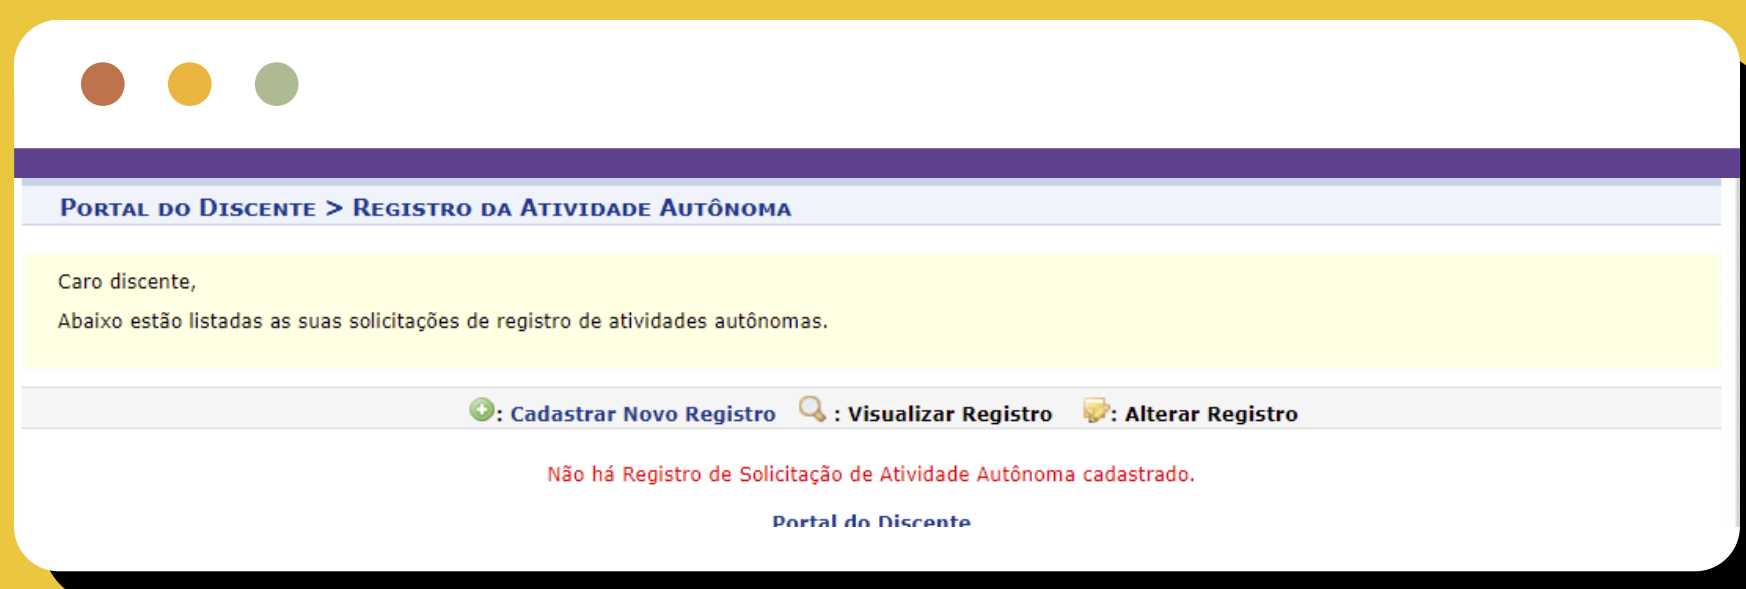 Portal do Discente > Registro da Atividade Autônoma
Caro discente,
Abaixo estão listadas as suas solicitações de registro de atividades autônomas.
: Cadastrar Novo Registro : Visualizar Registro : Alterar Registro
Não há Registro de Solicitação de Atividade Autônoma cadastrado.
Portal do Discente